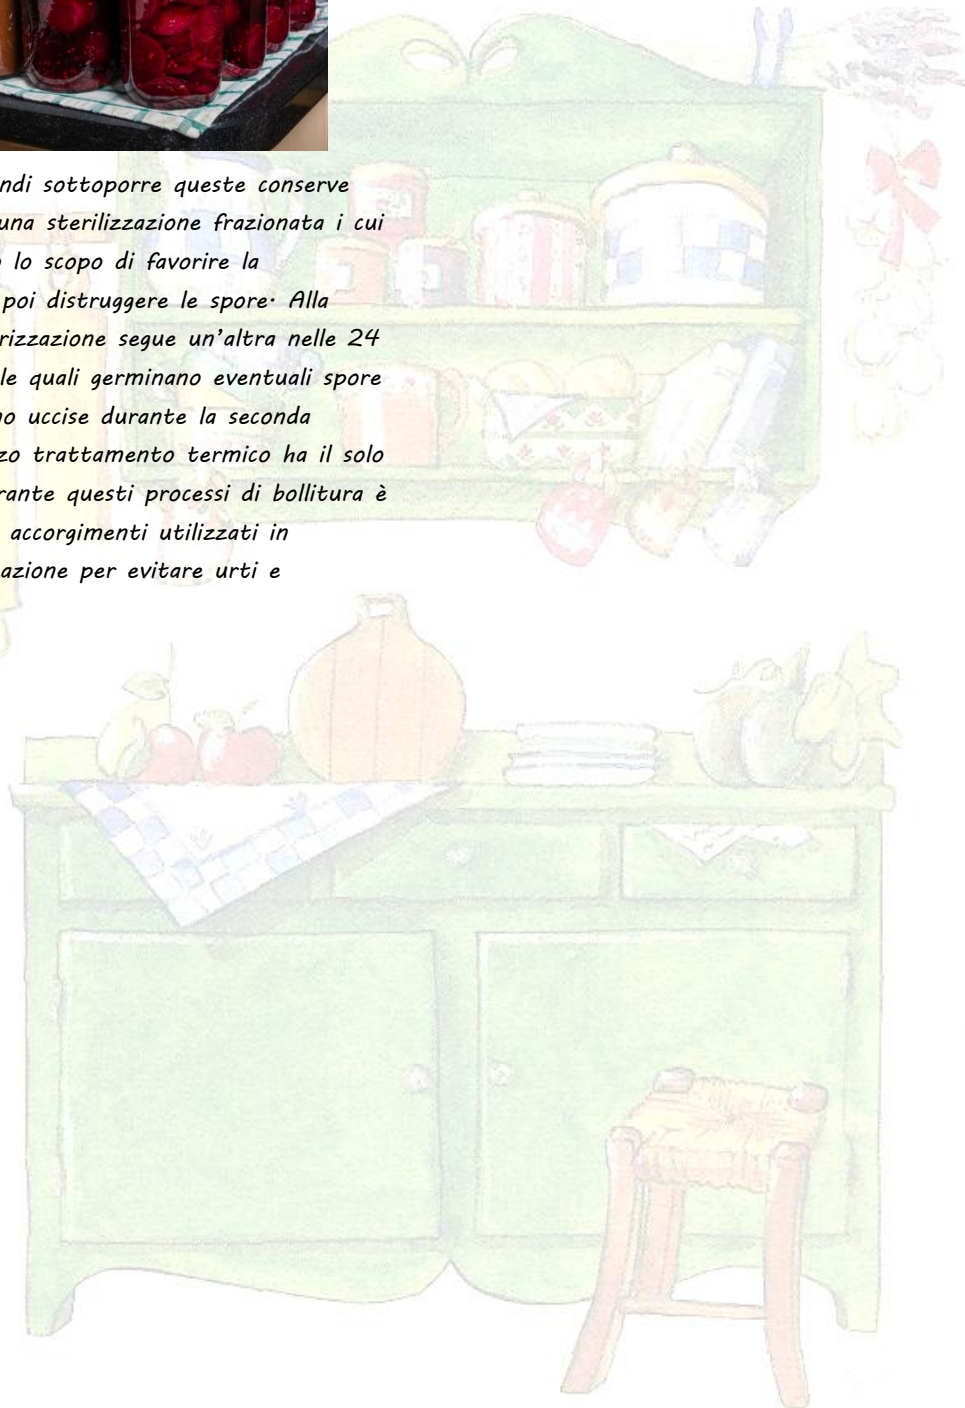 ndi sottoporre queste conserve
una sterilizzazione frazionata i cui
lo scopo di favorire la
poi distruggere le spore· Alla
rizzazione segue un'altra nelle 24
le quali germinano eventuali spore
no uccise durante la seconda
zo trattamento termico ha il solo
rante questi processi di bollitura è
accorgimenti utilizzati in
azione per evitare urti e